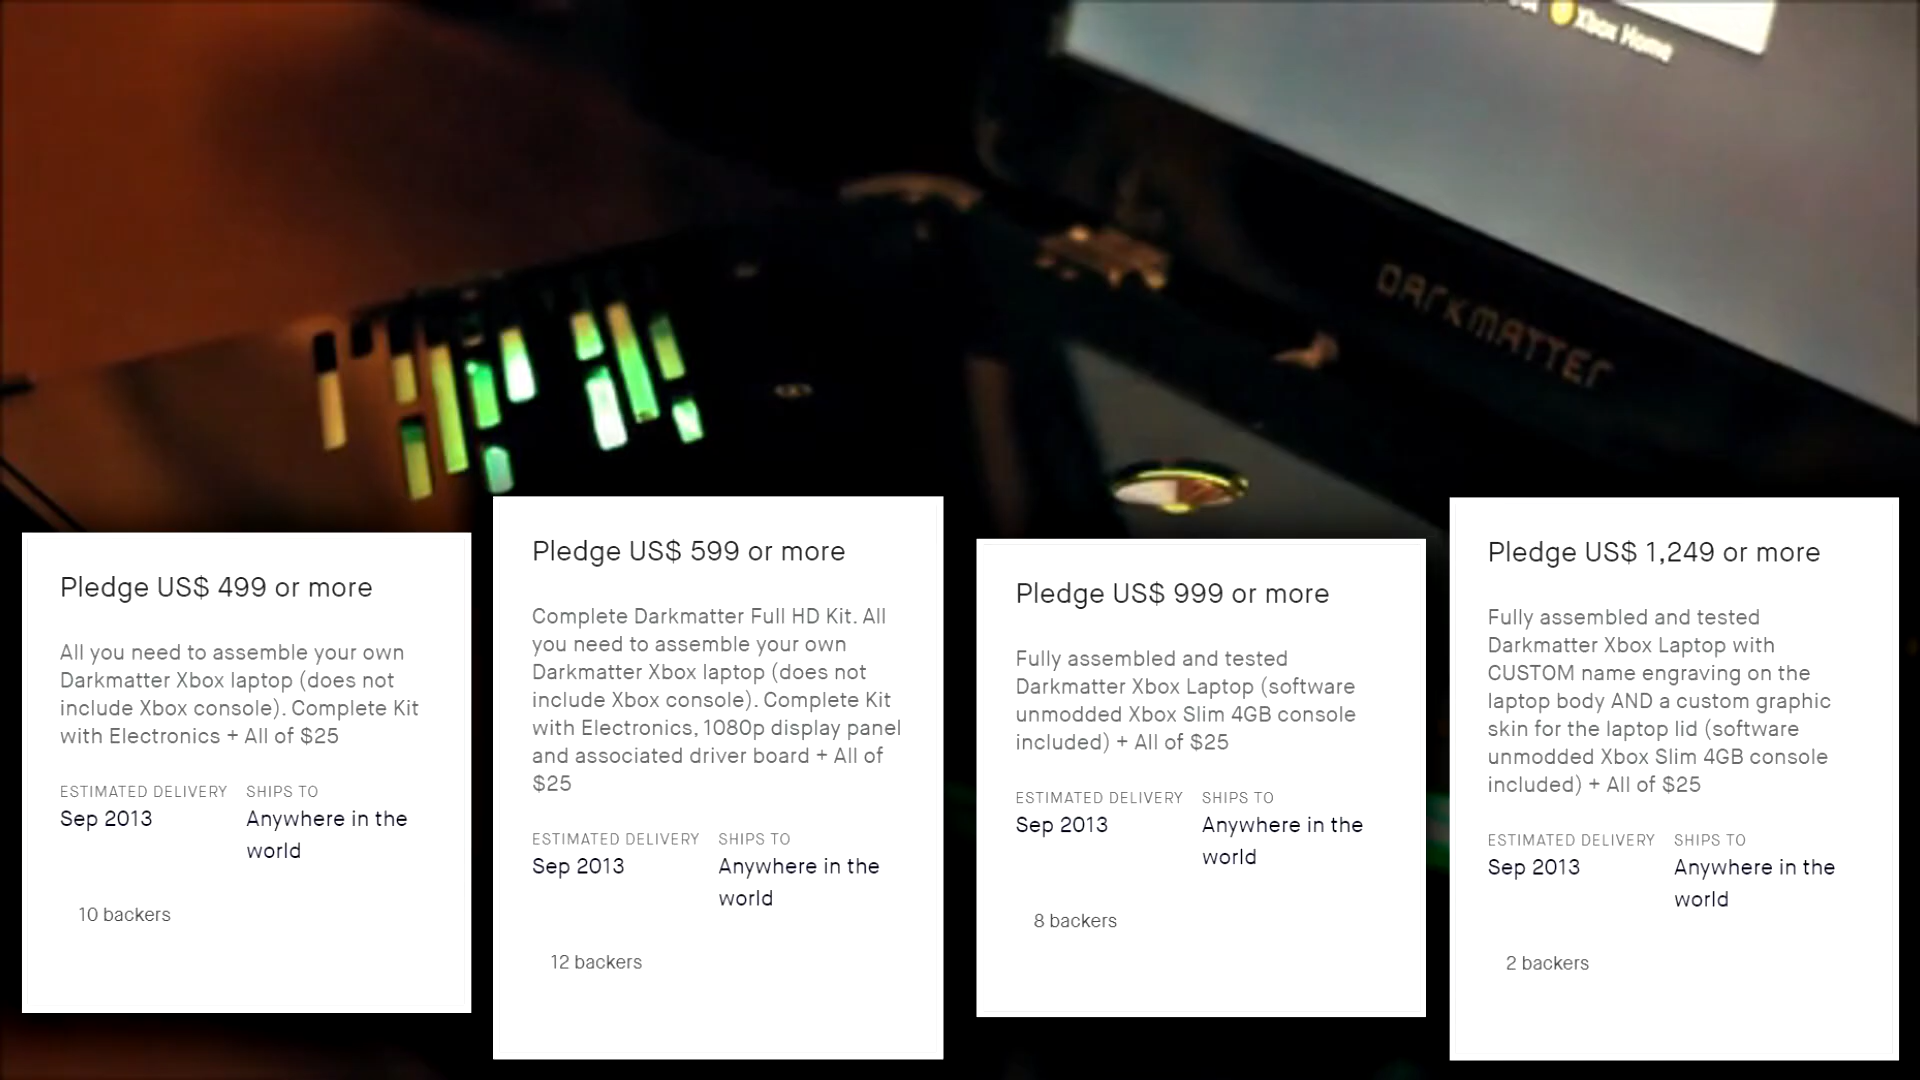 Xbox Home
DARKMATTER
Pledge US$ 499 or more
All you need to assemble your own
Darkmatter Xbox laptop (does not
include Xbox console). Complete Kit
with Electronics + All of $25
ESTIMATED DELIVERY SHIPS TO
Sep 2013 Anywhere in the
world
10 backers
Pledge US$ 599 or more
Complete Darkmatter Full HD Kit. All
you need to assemble your own
Darkmatter Xbox laptop (does not
include Xbox console). Complete Kit
with Electronics, 1080p display panel
and associated driver board + All of
$25
ESTIMATED DELIVERY SHIPS TO
Sep 2013 Anywhere in the
world
12 backers
Pledge US$ 999 or more
Fully assembled and tested
Darkmatter Xbox Laptop (software
unmodded Xbox Slim 4GB console
included) + All of $25
ESTIMATED DELIVERY SHIPS TO
Sep 2013 Anywhere in the
world
8 backers
Pledge US$ 1,249 or more
Fully assembled and tested
Darkmatter Xbox Laptop with
CUSTOM name engraving on the
laptop body AND a custom graphic
skin for the laptop lid (software
unmodded Xbox Slim 4GB console
included) + All of $25
ESTIMATED DELIVERY SHIPS TO
Sep 2013 Anywhere in the
world
2 backers